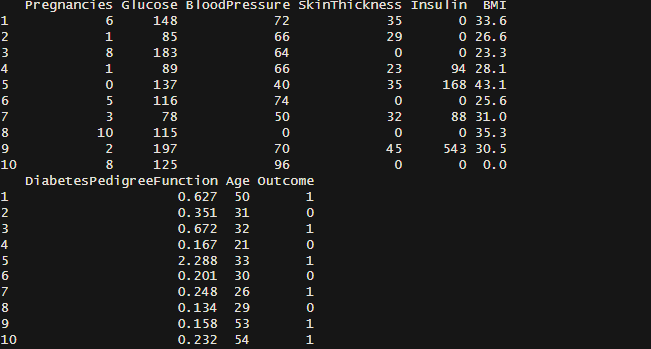 Pregnancies Glucose BloodPressure SkinThickness Insulin  BMI
1            6     148            72            35       0 33.6
2            1      85            66            29       0 26.6
3            8     183            64             0       0 23.3
4            1      89            66            23      94 28.1
5            0     137            40            35     168 43.1
6            5     116            74             0       0 25.6
7            3      78            50            32      88 31.0
8           10     115             0             0       0 35.3
9            2     197            70            45     543 30.5
10           8     125            96             0       0  0.0
   DiabetesPedigreeFunction Age Outcome
1                     0.627  50       1
2                     0.351  31       0
3                     0.672  32       1
4                     0.167  21       0
5                     2.288  33       1
6                     0.201  30       0
7                     0.248  26       1
8                     0.134  29       0
9                     0.158  53       1
10                    0.232  54       1